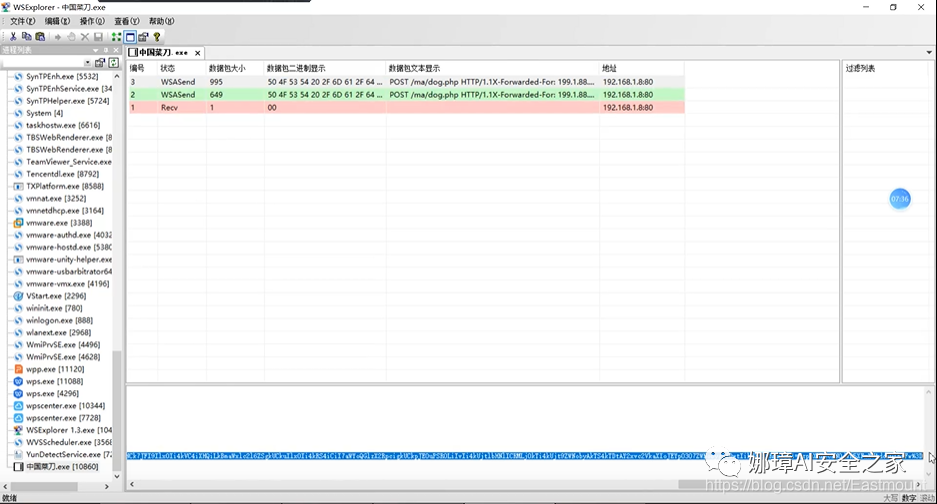 WSExplorer - 中国菜刀.exe
文件(F) 编辑(E) 操作(O) 查看(V) 帮助(H)
进程列表
中国菜刀.exe
SynTPEnh.exe [5532]
SynTPEnhService.exe [34
SynTPHelper.exe [5724]
System [4]
taskhostw.exe [6616]
TBSWebRenderer.exe [8
TBSWebRenderer.exe [8
TeamViewer_Service.exe
Tencentdl.exe [8792]
TXPlatform.exe [8588]
vmnat.exe [3252]
vmnetdhcp.exe [3164]
vmware.exe [3388]
vmware-authd.exe [4032
vmware-hostd.exe [5380
vmware-unity-helper.exe
vmware-usbarbitrator64
vmware-vmx.exe [4196]
VStart.exe [2296]
wininit.exe [780]
winlogon.exe [888]
wlanext.exe [2968]
WmiPrvSE.exe [4496]
WmiPrvSE.exe [4628]
wpp.exe [11120]
wps.exe [11088]
wps.exe [4296]
wpscenter.exe [10344]
wpscenter.exe [7728]
WSExplorer 1.3.exe [104
WVSScheduler.exe [3568
YunDetectService.exe [72
中国菜刀.exe [10860]
编号 状态 数据包大小 数据包二进制显示 数据包文本显示 地址
3 WSASend 995 50 4F 53 54 20 2F 6D 61 2F 64 ... POST /ma/dog.php HTTP/1.1X-Forwarded-For: 199.1.88.... 192.168.1.8:80
2 WSASend 649 50 4F 53 54 20 2F 6D 61 2F 64 ... POST /ma/dog.php HTTP/1.1X-Forwarded-For: 199.1.88.... 192.168.1.8:80
1 Recv 1 00 192.168.1.8:80
过滤列表
07:36
娜璋AI安全之家
https://blog.csdn.net/Eastmount
就绪
大写 数字 滚动